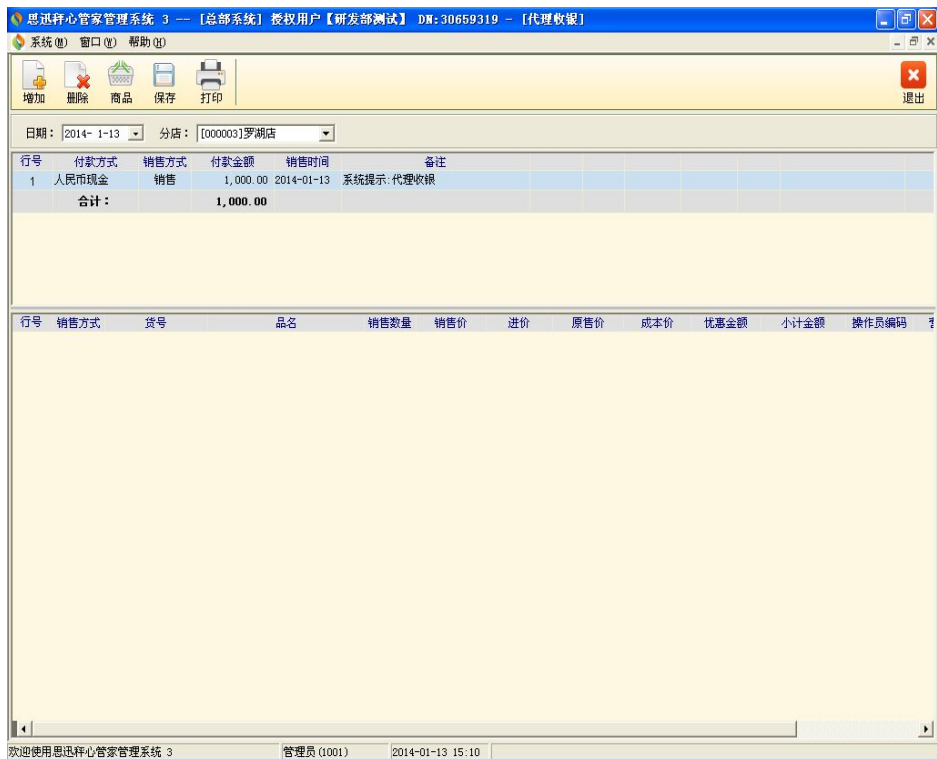 思迅秤心管家管理系统 3 -- [总部系统] 授权用户【研发部测试】 DN:30659319 - [代理收银]
系统(M) 窗口(W) 帮助(H)
增加 删除 商品 保存 打印 退出
日期: 2014- 1-13 分店: [000003]罗湖店
行号 付款方式 销售方式 付款金额 销售时间 备注
1 人民币现金 销售 1,000.00 2014-01-13 系统提示:代理收银
合计: 1,000.00
行号 销售方式 货号 品名 销售数量 销售价 进价 原售价 成本价 优惠金额 小计金额 操作员编码
欢迎使用思迅秤心管家管理系统 3 管理员(1001) 2014-01-13 15:10